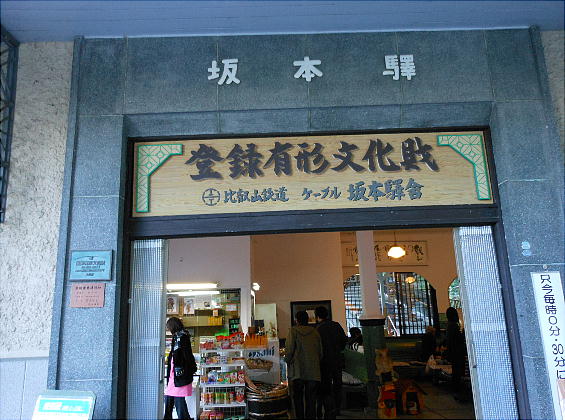 坂本驛
登録有形文化財
比叡山鉄道 ケーブル 坂本驛舎
只今毎時0分・30分に